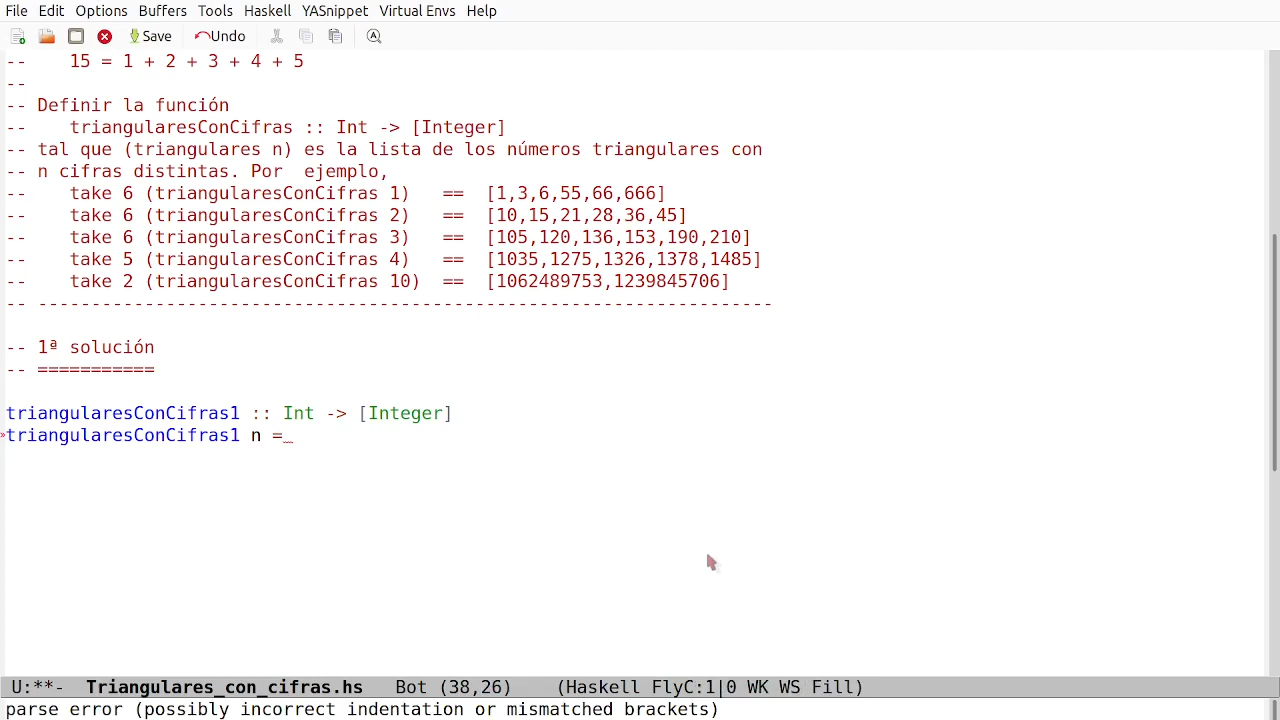 File Edit Options Buffers Tools Haskell YASnippet Virtual Envs Help
Save Undo
--    15 = 1 + 2 + 3 + 4 + 5
--
-- Definir la función
--    triangularesConCifras :: Int -> [Integer]
-- tal que (triangulares n) es la lista de los números triangulares con
-- n cifras distintas. Por  ejemplo,
--    take 6 (triangularesConCifras 1)   ==  [1,3,6,55,66,666]
--    take 6 (triangularesConCifras 2)   ==  [10,15,21,28,36,45]
--    take 6 (triangularesConCifras 3)   ==  [105,120,136,153,190,210]
--    take 5 (triangularesConCifras 4)   ==  [1035,1275,1326,1378,1485]
--    take 2 (triangularesConCifras 10)  ==  [1062489753,1239845706]
-- ---------------------------------------------------------------------
-- 1ª solución
-- ===========
triangularesConCifras1 :: Int -> [Integer]
triangularesConCifras1 n =
U:**-  Triangulares_con_cifras.hs   Bot (38,26)    (Haskell FlyC:1|0 WK WS Fill)
parse error (possibly incorrect indentation or mismatched brackets)